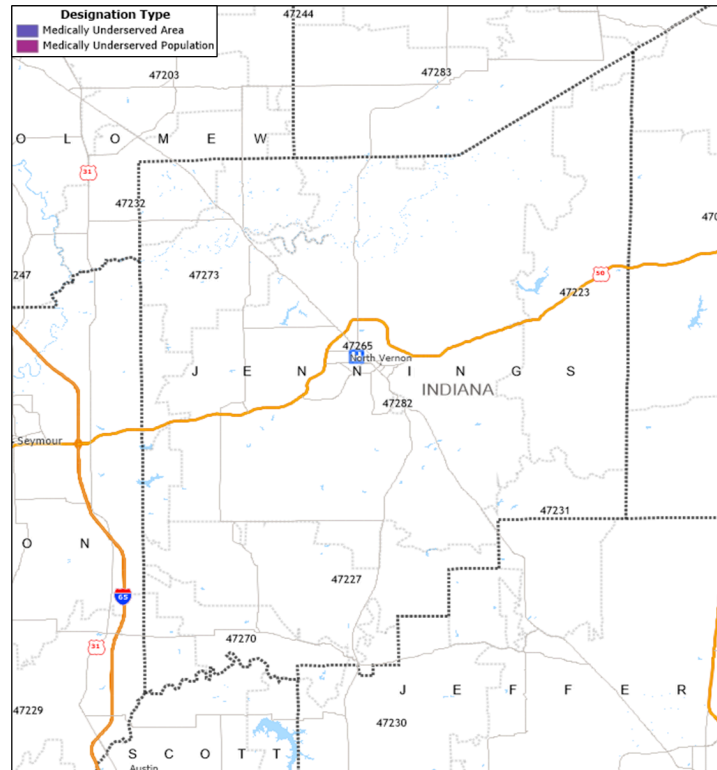 Designation Type
Medically Underserved Area
Medically Underserved Population
47244
47203
47283
O L O M E W
31
47232
47273
247
50
47223
47265
North Vernon
J E N N I N G S
INDIANA
47282
Seymour
47231
O N
47227
65
31
47270
47229
J E F F E R
47230
S C O T T
Austin